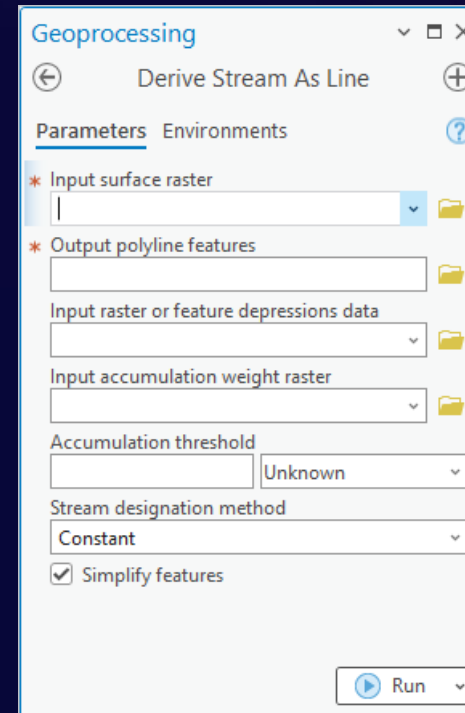 Geoprocessing
Derive Stream As Line
Parameters Environments
* Input surface raster
* Output polyline features
Input raster or feature depressions data
Input accumulation weight raster
Accumulation threshold
Unknown
Stream designation method
Constant
Simplify features
Run